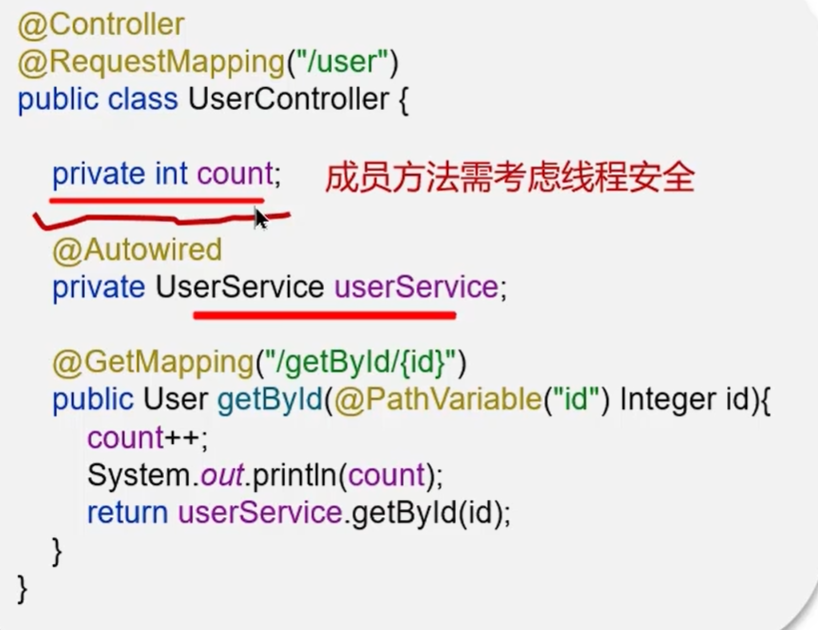 @Controller
@RequestMapping("/user")
public class UserController {
private int count; 成员方法需考虑线程安全
@Autowired
private UserService userService;
@GetMapping("/getById/{id}")
public User getById(@PathVariable("id") Integer id){
count++;
System.out.println(count);
return userService.getById(id);
}
}